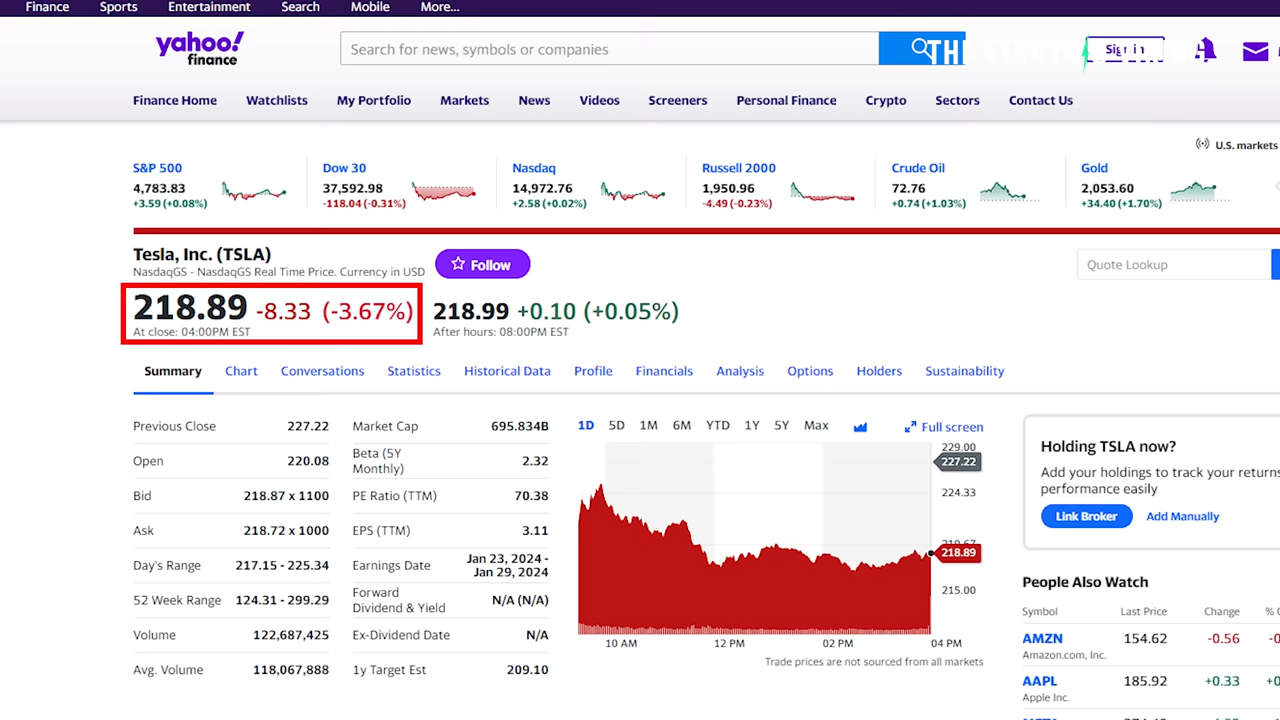 Finance Sports Entertainment Search Mobile More...
yahoo!
finance
Search for news, symbols or companies
Sign in
Finance Home Watchlists My Portfolio Markets News Videos Screeners Personal Finance Crypto Sectors Contact Us
U.S. markets
S&P 500 Dow 30 Nasdaq Russell 2000 Crude Oil Gold
4,783.83 37,592.98 14,972.76 1,950.96 72.76 2,053.60
+3.59 (+0.08%) -118.04 (-0.31%) +2.58 (+0.02%) -4.49 (-0.23%) +0.74 (+1.03%) +34.40 (+1.70%)
Tesla, Inc. (TSLA)
NasdaqGS - NasdaqGS Real Time Price. Currency in USD
Follow
Quote Lookup
218.89 -8.33 (-3.67%) 218.99 +0.10 (+0.05%)
At close: 04:00PM EST After hours: 08:00PM EST
Summary Chart Conversations Statistics Historical Data Profile Financials Analysis Options Holders Sustainability
Previous Close 227.22
Open 220.08
Bid 218.87 x 1100
Ask 218.72 x 1000
Day's Range 217.15 - 225.34
52 Week Range 124.31 - 299.29
Volume 122,687,425
Avg. Volume 118,067,888
Market Cap 695.834B
Beta (5Y
Monthly) 2.32
PE Ratio (TTM) 70.38
EPS (TTM) 3.11
Earnings Date Jan 23, 2024 -
Jan 29, 2024
Forward
Dividend & Yield N/A (N/A)
Ex-Dividend Date N/A
1y Target Est 209.10
1D 5D 1M 6M YTD 1Y 5Y Max Full screen
229.00
227.22
224.33
218.89
215.00
10 AM 12 PM 02 PM 04 PM
Trade prices are not sourced from all markets
Holding TSLA now?
Add your holdings to track your returns
performance easily
Link Broker Add Manually
People Also Watch
Symbol Last Price Change %
AMZN 154.62 -0.56
Amazon.com, Inc.
AAPL 185.92 +0.33
Apple Inc.